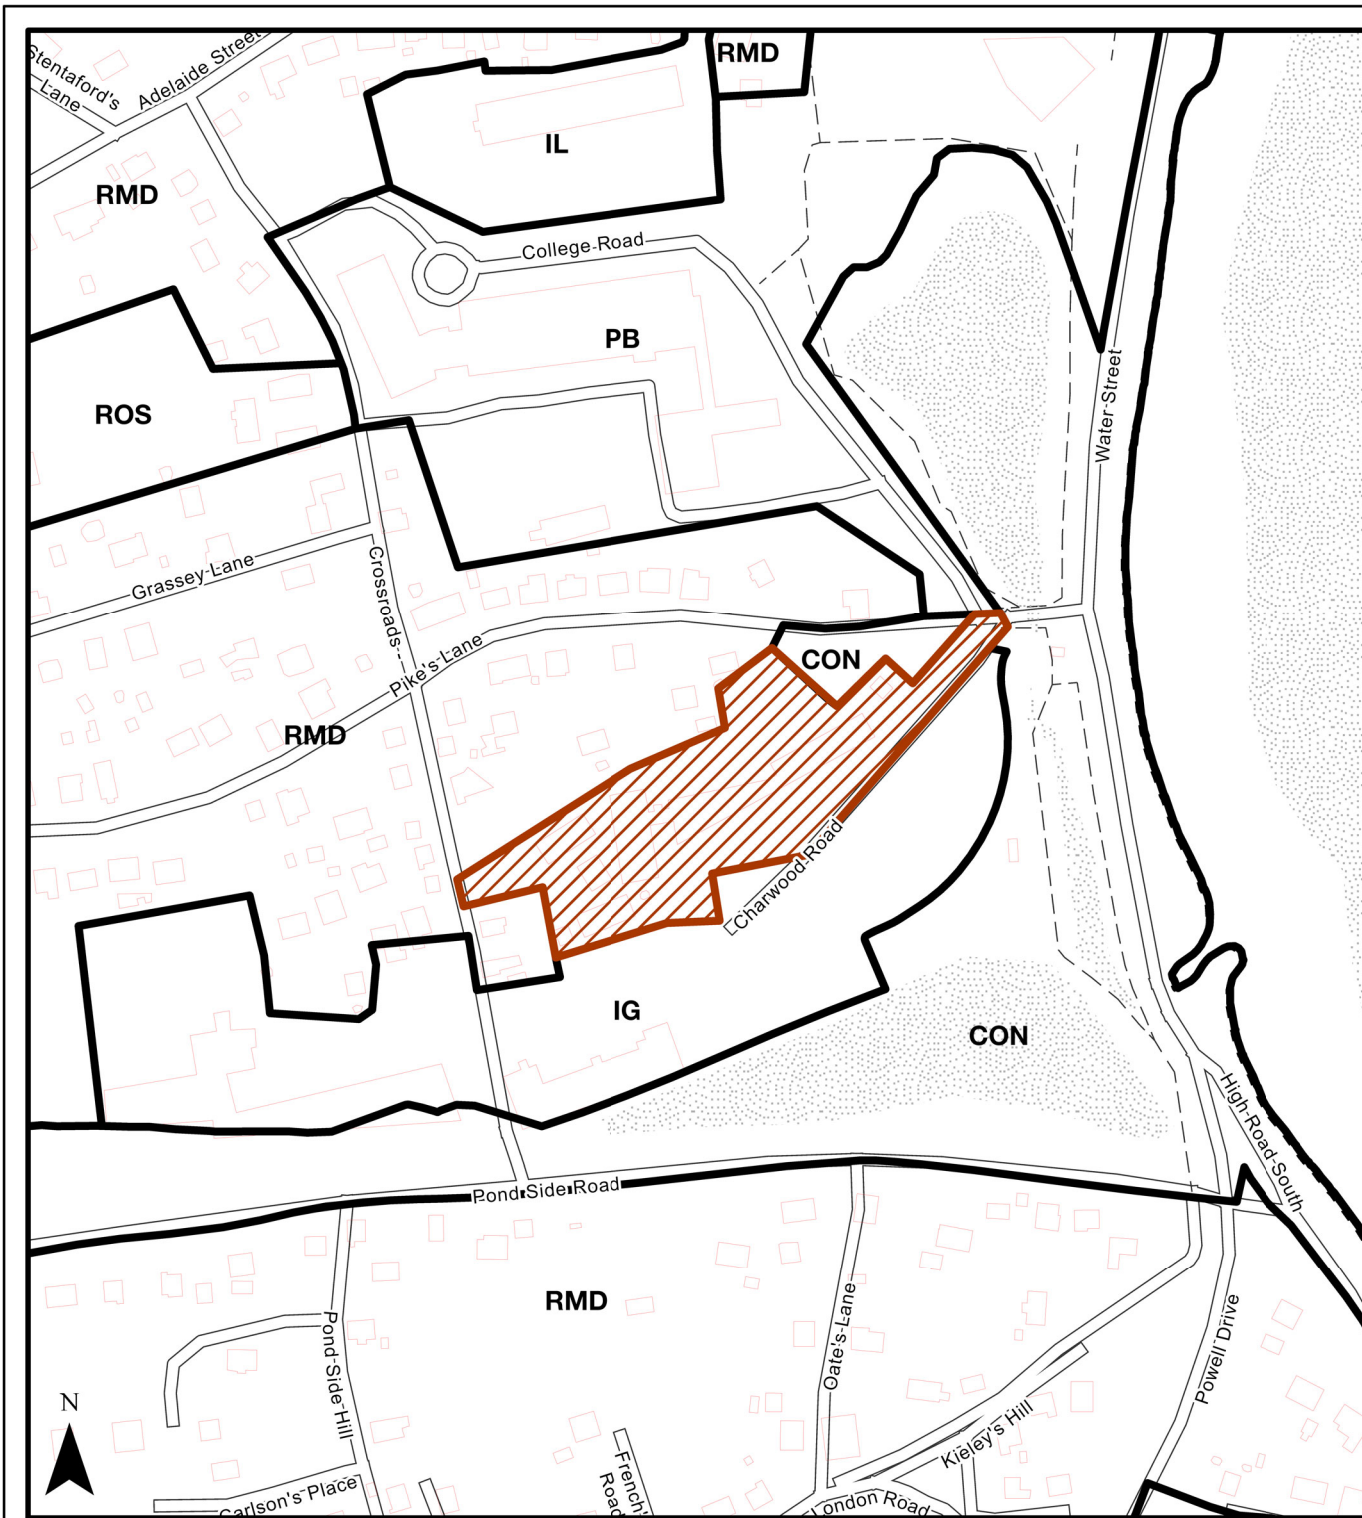 Stentaford's
Lane
Adelaide Street
RMD
RMD
IL
College Road
PB
ROS
Water Street
Grassey Lane
Crossroads
Pike's Lane
CON
RMD
Charwood Road
IG
CON
High Road South
Pond Side Road
RMD
Pond Side Hill
Oate's Lane
Powell Drive
N
Kieley's Hill
French's
Road
Carlson's Place
London Road